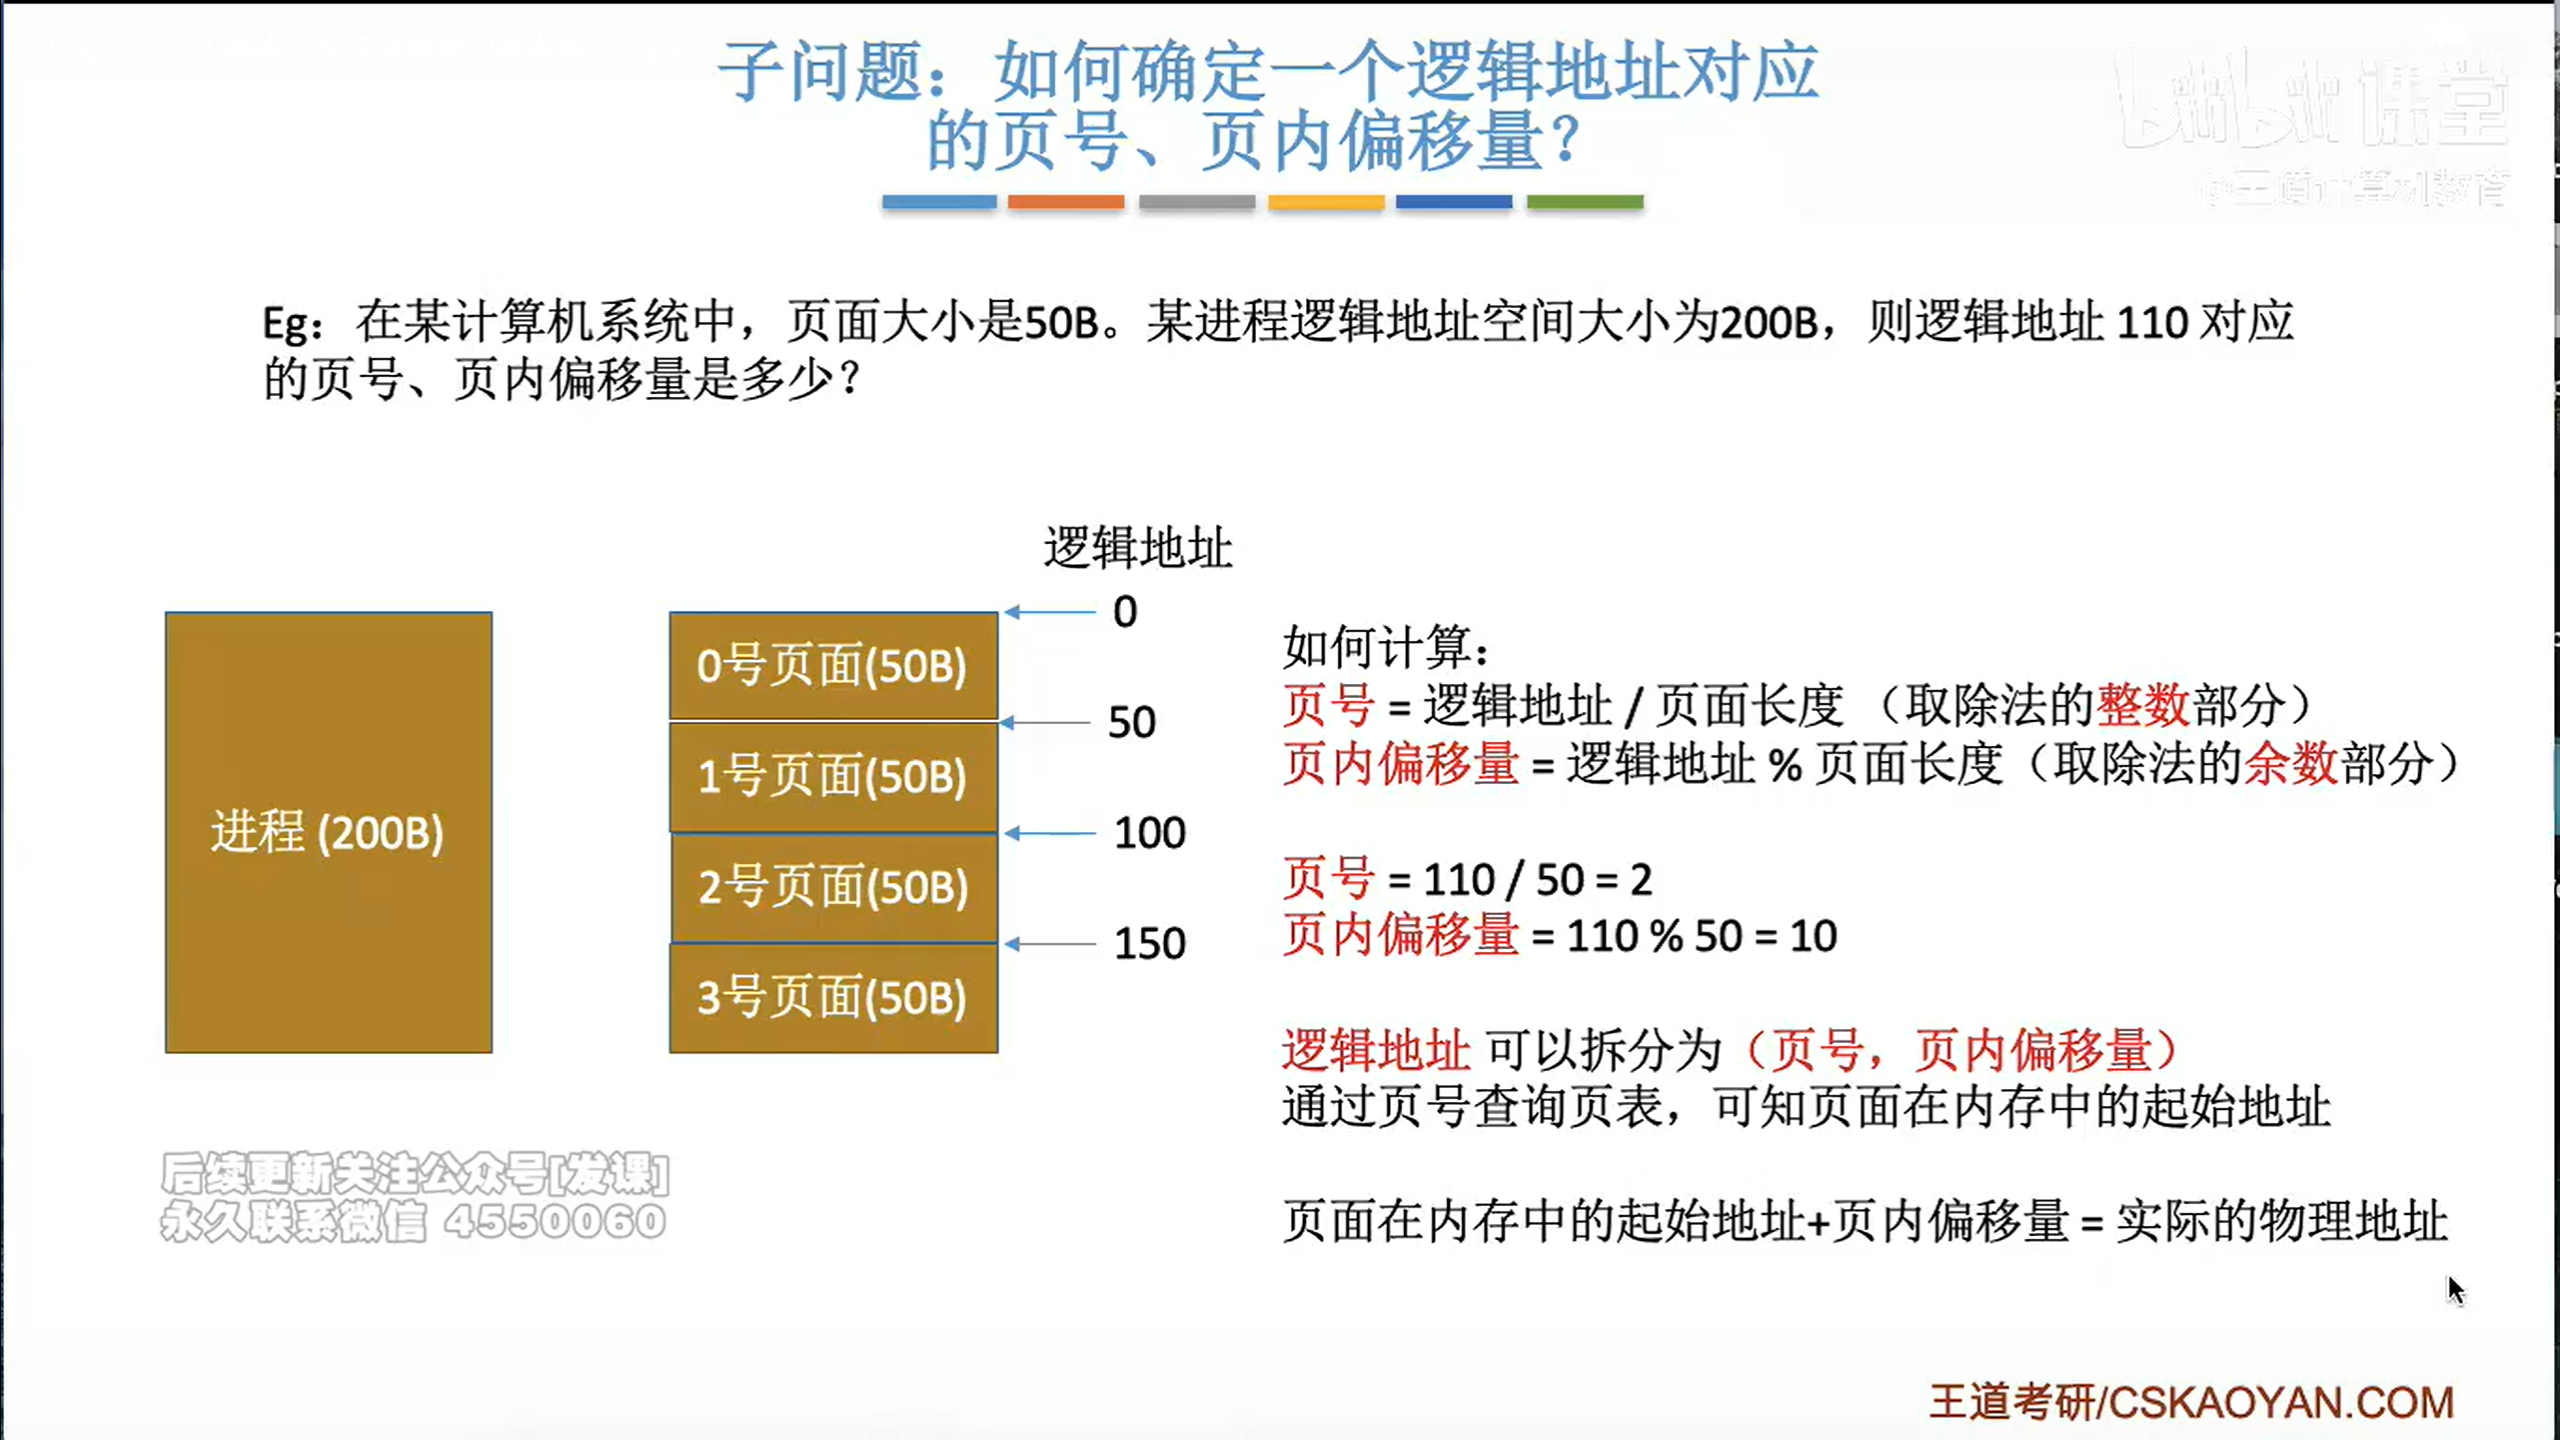 子问题：如何确定一个逻辑地址对应
的页号、页内偏移量？
bilibili课堂
@王道计算机教育
Eg：在某计算机系统中，页面大小是50B。某进程逻辑地址空间大小为200B，则逻辑地址 110 对应
的页号、页内偏移量是多少？
逻辑地址
进程 (200B)
0号页面(50B)
1号页面(50B)
2号页面(50B)
3号页面(50B)
0
50
100
150
如何计算：
页号 = 逻辑地址 / 页面长度 （取除法的整数部分）
页内偏移量 = 逻辑地址 % 页面长度（取除法的余数部分）
页号 = 110 / 50 = 2
页内偏移量 = 110 % 50 = 10
逻辑地址 可以拆分为（页号，页内偏移量）
通过页号查询页表，可知页面在内存中的起始地址
页面在内存中的起始地址+页内偏移量 = 实际的物理地址
后续更新关注公众号[发课]
永久联系微信 4550060
王道考研/CSKAOYAN.COM